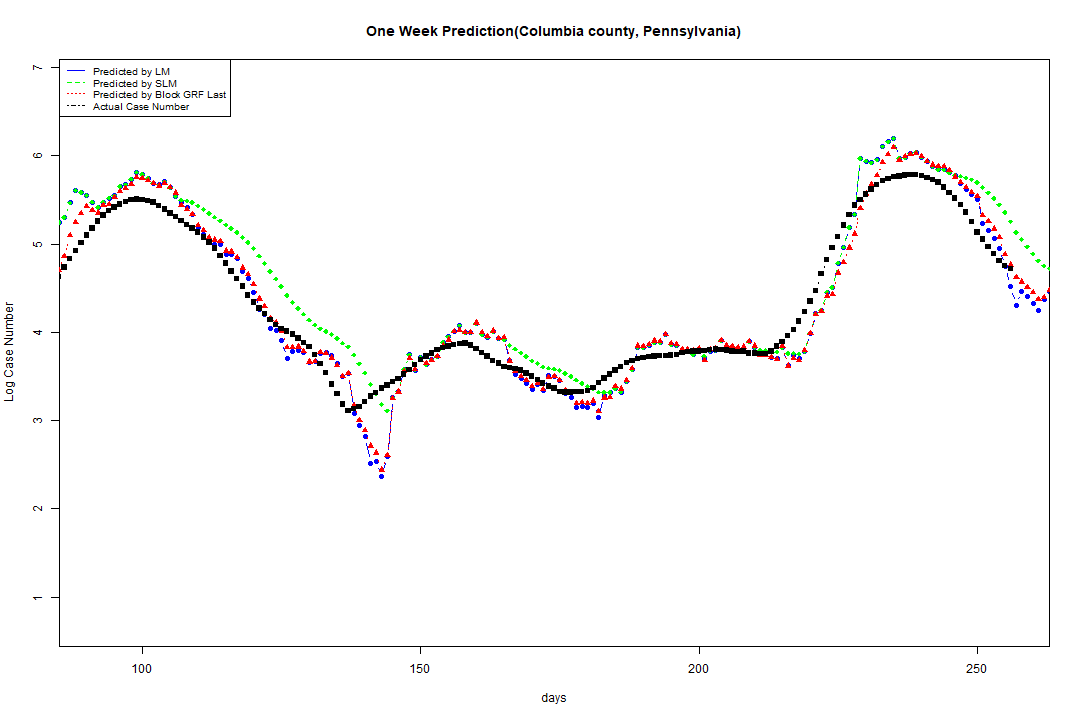 One Week Prediction(Columbia county, Pennsylvania)
Predicted by LM
Predicted by SLM
Predicted by Block GRF Last
Actual Case Number
7
6
5
4
3
2
1
Log Case Number
100 150 200 250
days